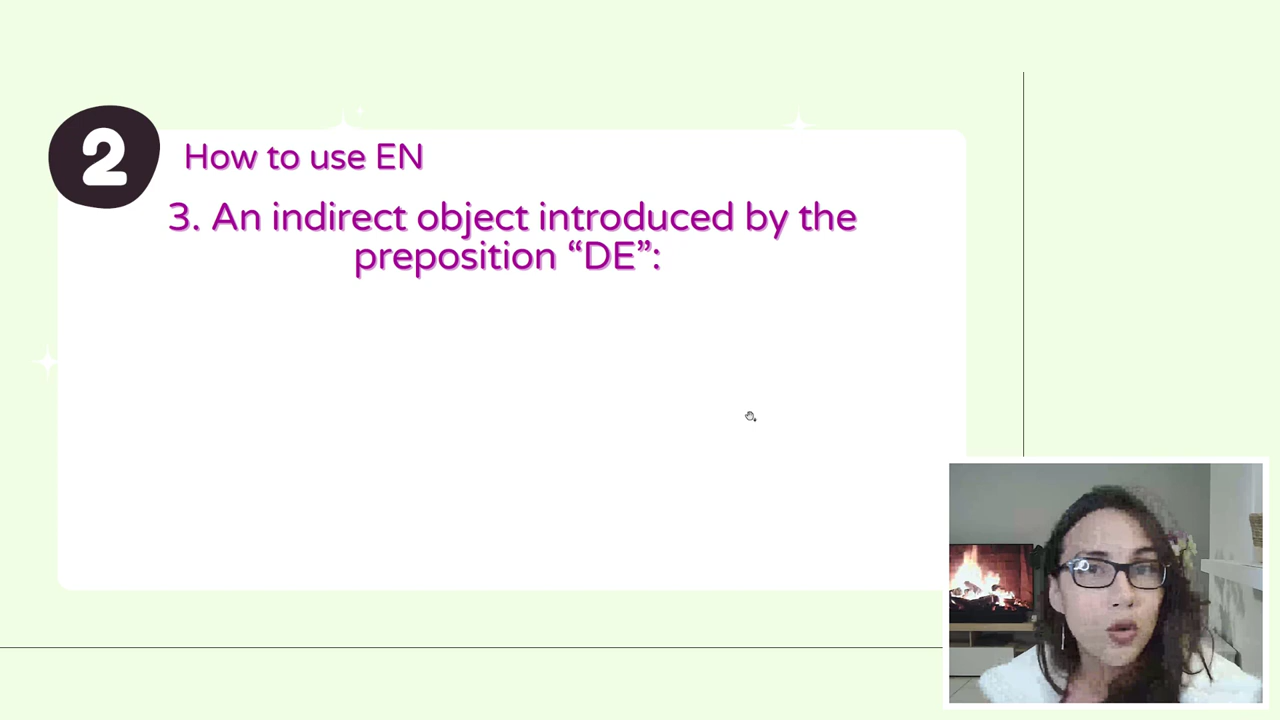 2
How to use EN
3. An indirect object introduced by the
preposition “DE”: